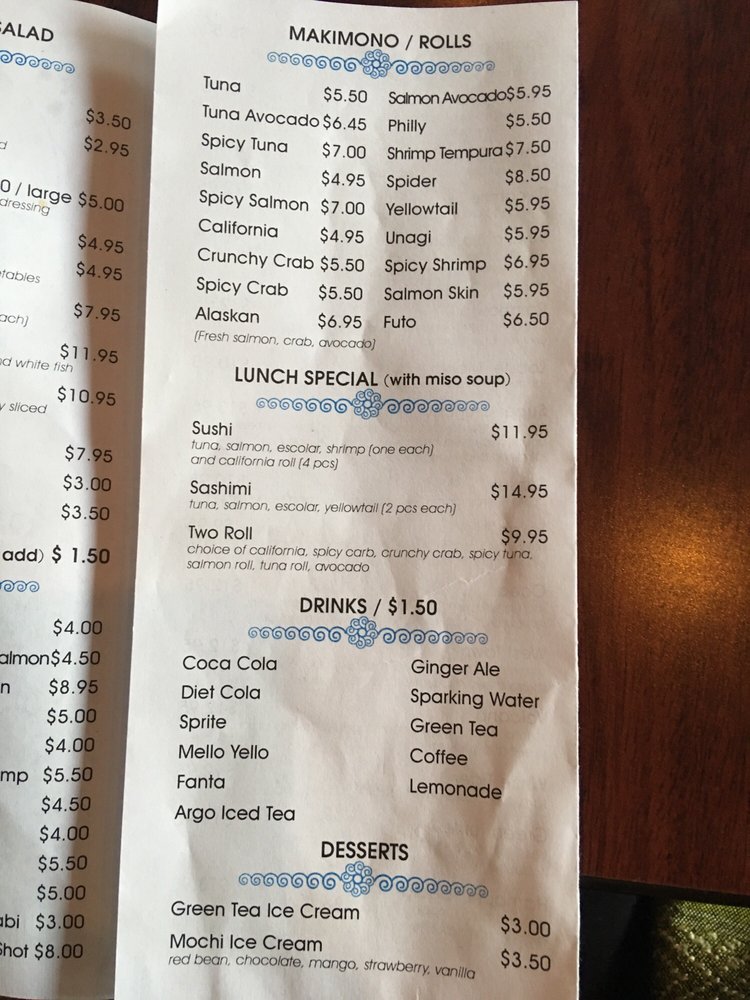 SALAD
$3.50
$2.95
0 / large $5.00
dressing
$4.95
$4.95
$7.95
each)
$11.95
white fish
$10.95
sliced
$7.95
$3.00
$3.50
add) $ 1.50
$4.00
$4.50
$8.95
$5.00
$4.00
$5.50
$4.50
$4.00
$5.50
$5.00
$3.00
$8.00
MAKIMONO / ROLLS
Tuna $5.50 Salmon Avocado $5.95
Tuna Avocado $6.45 Philly $5.50
Spicy Tuna $7.00 Shrimp Tempura $7.50
Salmon $4.95 Spider $8.50
Spicy Salmon $7.00 Yellowtail $5.95
California $4.95 Unagi $5.95
Crunchy Crab $5.50 Spicy Shrimp $6.95
Spicy Crab $5.50 Salmon Skin $5.95
Alaskan $6.95 Futo $6.50
(Fresh salmon, crab, avocado)
LUNCH SPECIAL (with miso soup)
Sushi $11.95
tuna, salmon, escolar, shrimp (one each)
and california roll (4 pcs)
Sashimi $14.95
tuna, salmon, escolar, yellowtail (2 pcs each)
Two Roll $9.95
choice of california, spicy carb, crunchy crab, spicy tuna,
salmon roll, tuna roll, avocado
DRINKS / $1.50
Coca Cola Ginger Ale
Diet Cola Sparking Water
Sprite Green Tea
Mello Yello Coffee
Fanta Lemonade
Argo Iced Tea
DESSERTS
Green Tea Ice Cream $3.00
Mochi Ice Cream $3.50
red bean, chocolate, mango, strawberry, vanilla